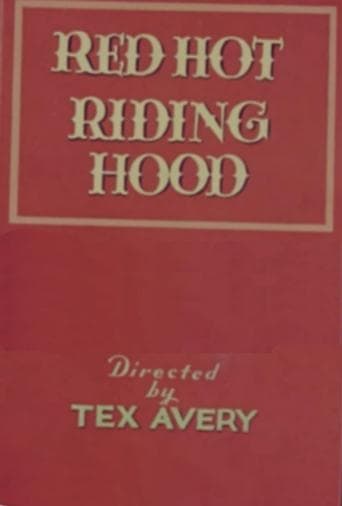 RED HOT
RIDING
HOOD
Directed
by
TEX AVERY